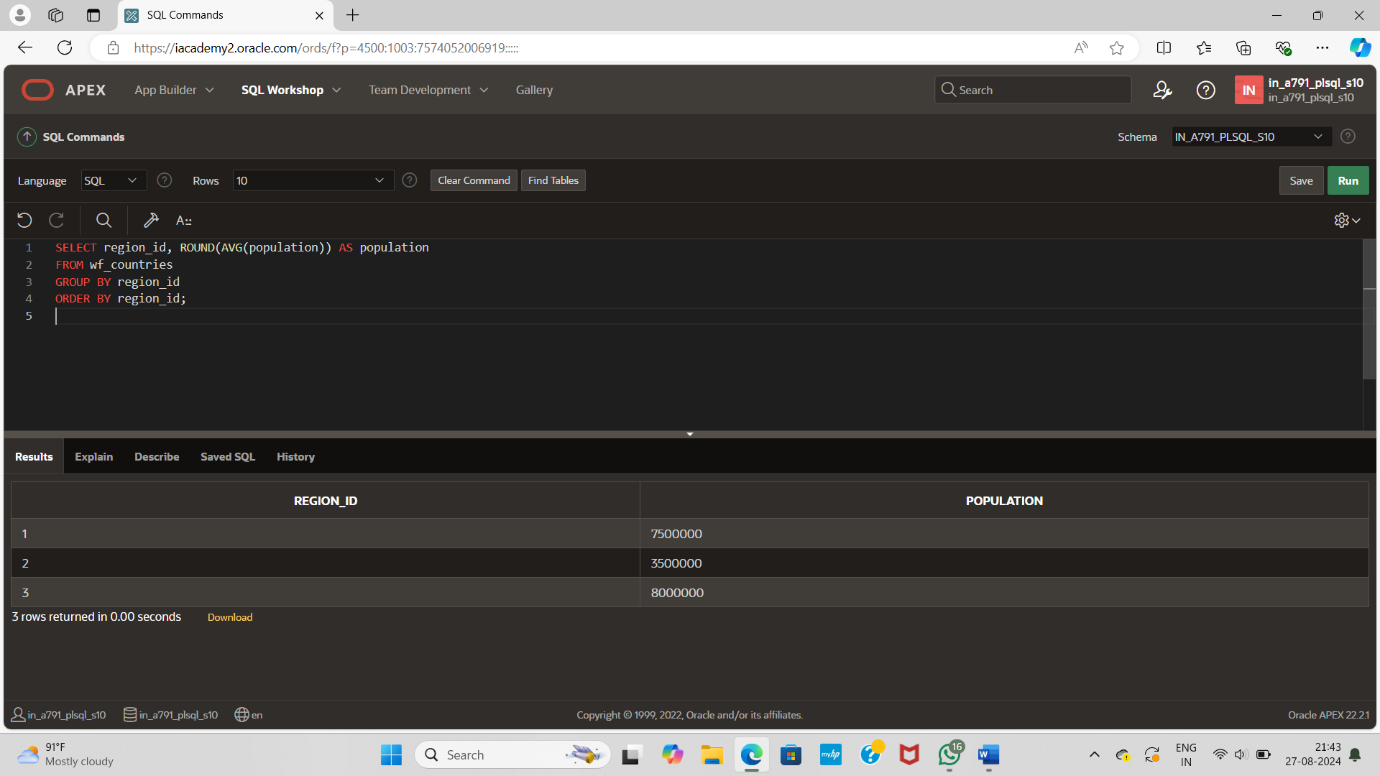 SQL Commands
https://iacademy2.oracle.com/ords/f?p=4500:1003:7574052006919:::::
APEX App Builder SQL Workshop Team Development Gallery Search IN in_a791_plsql_s10
in_a791_plsql_s10
SQL Commands Schema IN_A791_PLSQL_S10
Language SQL Rows 10 Clear Command Find Tables Save Run
A::
1 SELECT region_id, ROUND(AVG(population)) AS population
2 FROM wf_countries
3 GROUP BY region_id
4 ORDER BY region_id;
5
Results Explain Describe Saved SQL History
REGION_ID POPULATION
1 7500000
2 3500000
3 8000000
3 rows returned in 0.00 seconds Download
in_a791_plsql_s10 in_a791_plsql_s10 en Copyright © 1999, 2022, Oracle and/or its affiliates. Oracle APEX 22.2.1
91°F
Mostly cloudy
Search
myhp
16
ENG
IN
21:43
27-08-2024